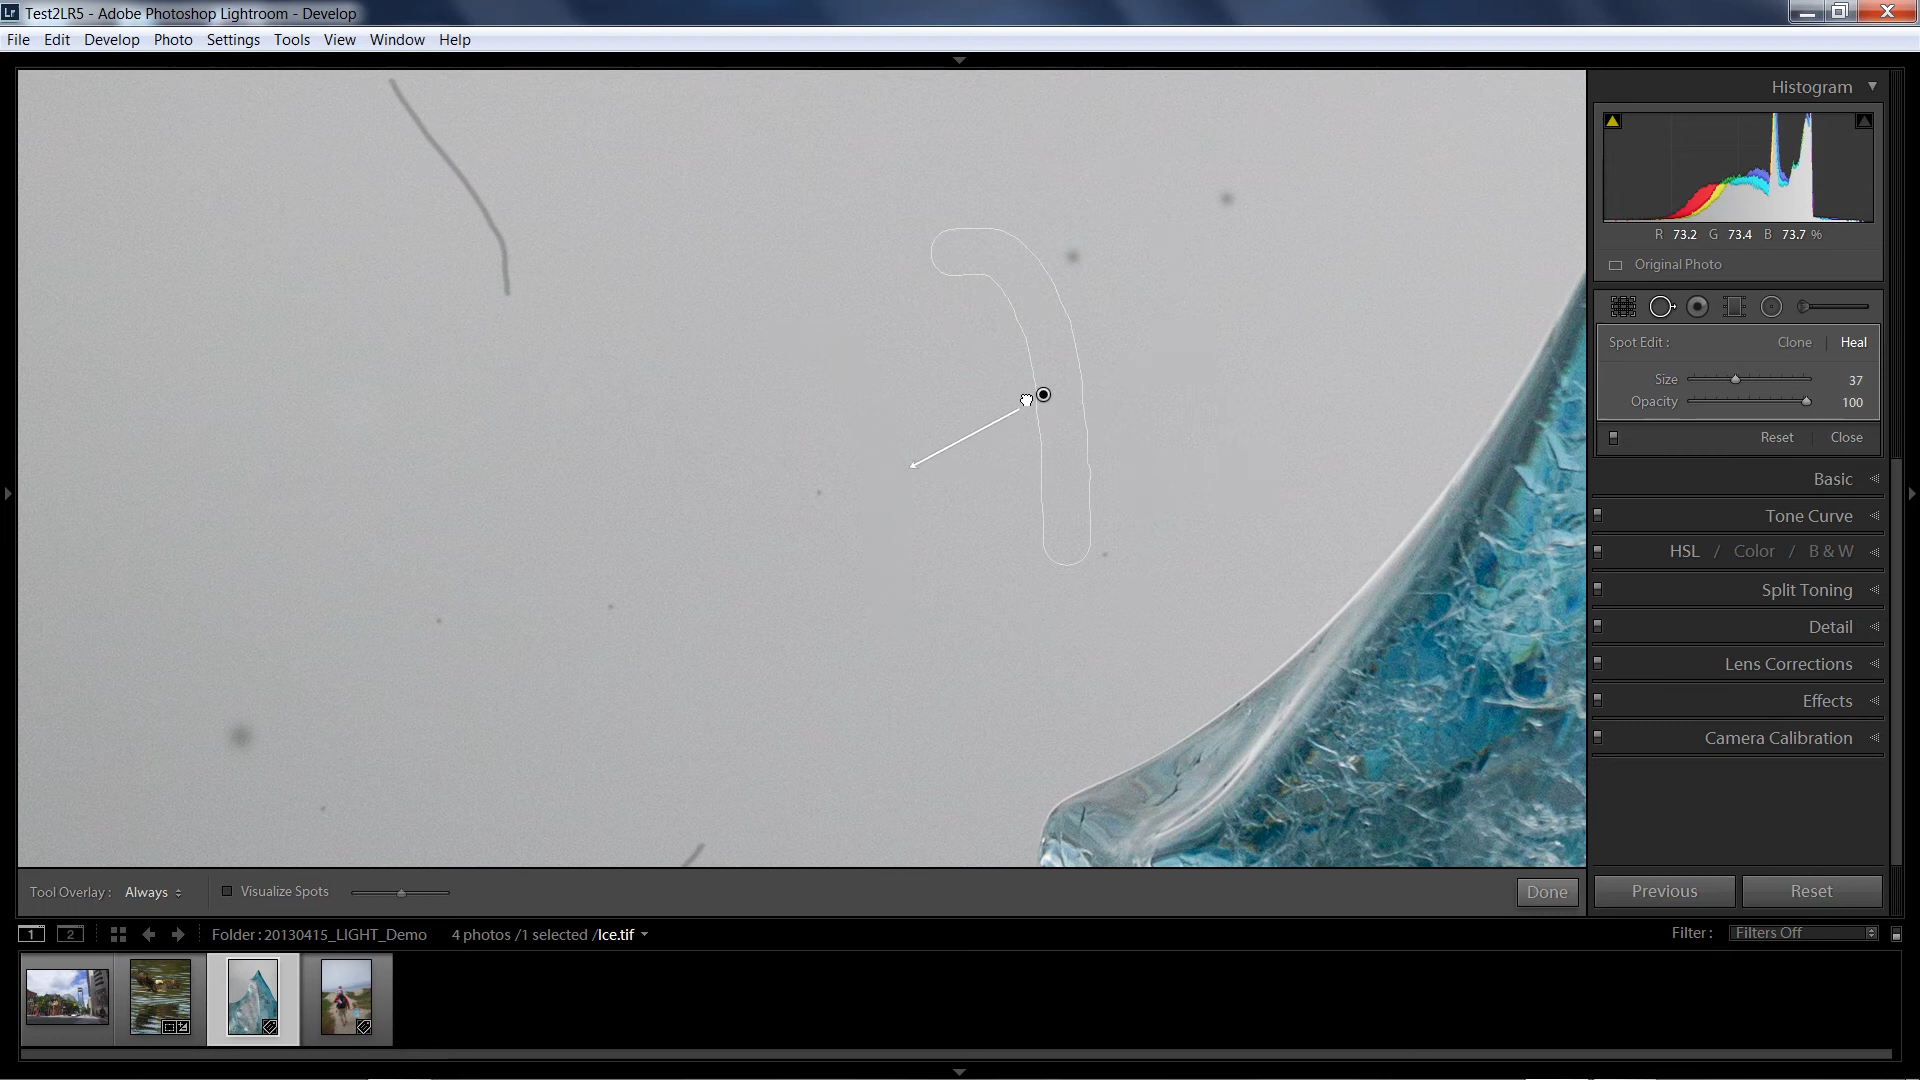 Lr Test2LR5 - Adobe Photoshop Lightroom - Develop
File Edit Develop Photo Settings Tools View Window Help
Histogram
R 73.2 G 73.4 B 73.7 %
Original Photo
Spot Edit : Clone | Heal
Size 37
Opacity 100
Reset Close
Basic
Tone Curve
HSL / Color / B & W
Split Toning
Detail
Lens Corrections
Effects
Camera Calibration
Tool Overlay : Always Visualize Spots Done Previous Reset
1 2 Folder : 20130415_LIGHT_Demo 4 photos /1 selected /Ice.tif Filter : Filters Off